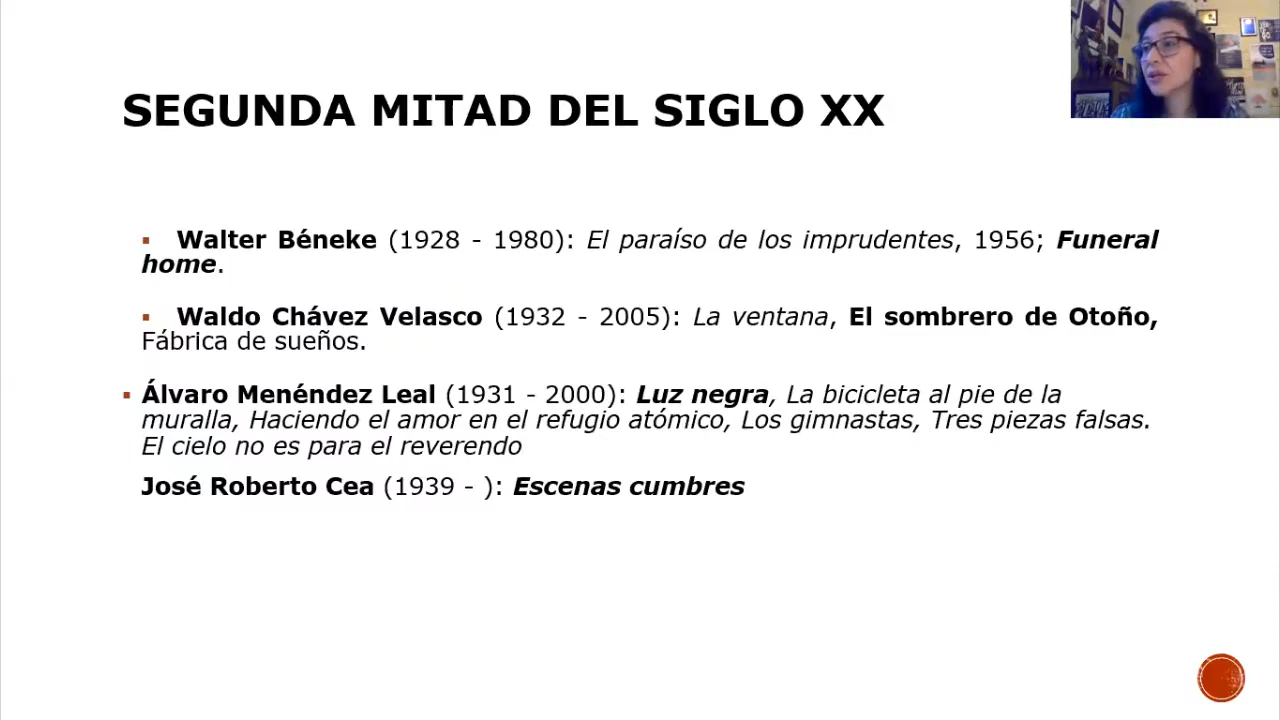 SEGUNDA MITAD DEL SIGLO XX
▪ Walter Béneke (1928 - 1980): El paraíso de los imprudentes, 1956; Funeral
home.
▪ Waldo Chávez Velasco (1932 - 2005): La ventana, El sombrero de Otoño,
Fábrica de sueños.
▪ Álvaro Menéndez Leal (1931 - 2000): Luz negra, La bicicleta al pie de la
muralla, Haciendo el amor en el refugio atómico, Los gimnastas, Tres piezas falsas.
El cielo no es para el reverendo
José Roberto Cea (1939 - ): Escenas cumbres